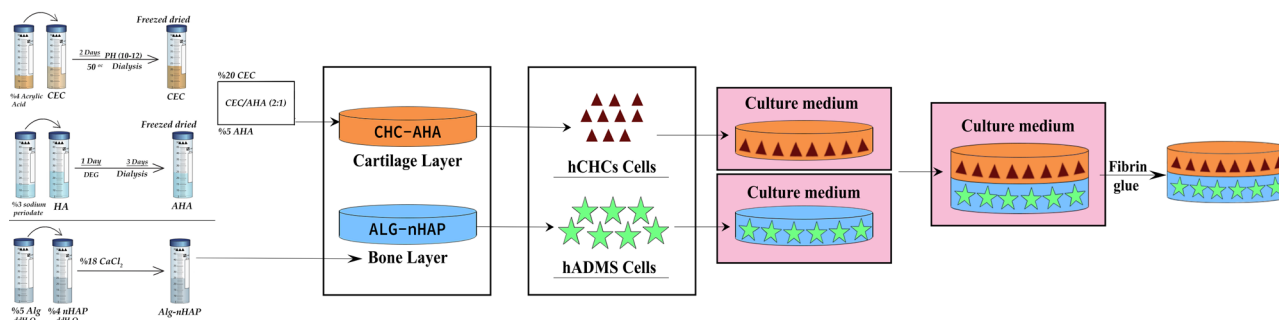 Freezed dried
2 Days PH (10-12)
50 °C Dialysis
%4 Acrylic
Acid
CEC
CEC
Freezed dried
1 Day
DEG
3 Days
Dialysis
%3 sodium
periodate
HA
AHA
%18 CaCl2
%5 Alg
ddH2O
%4 nHAP
ddH2O
Alg-nHAP
%20 CEC
CEC/AHA (2:1)
%5 AHA
CHC-AHA
Cartilage Layer
ALG-nHAP
Bone Layer
hCHCs Cells
hADMS Cells
Culture medium
Culture medium
Culture medium
Fibrin
glue